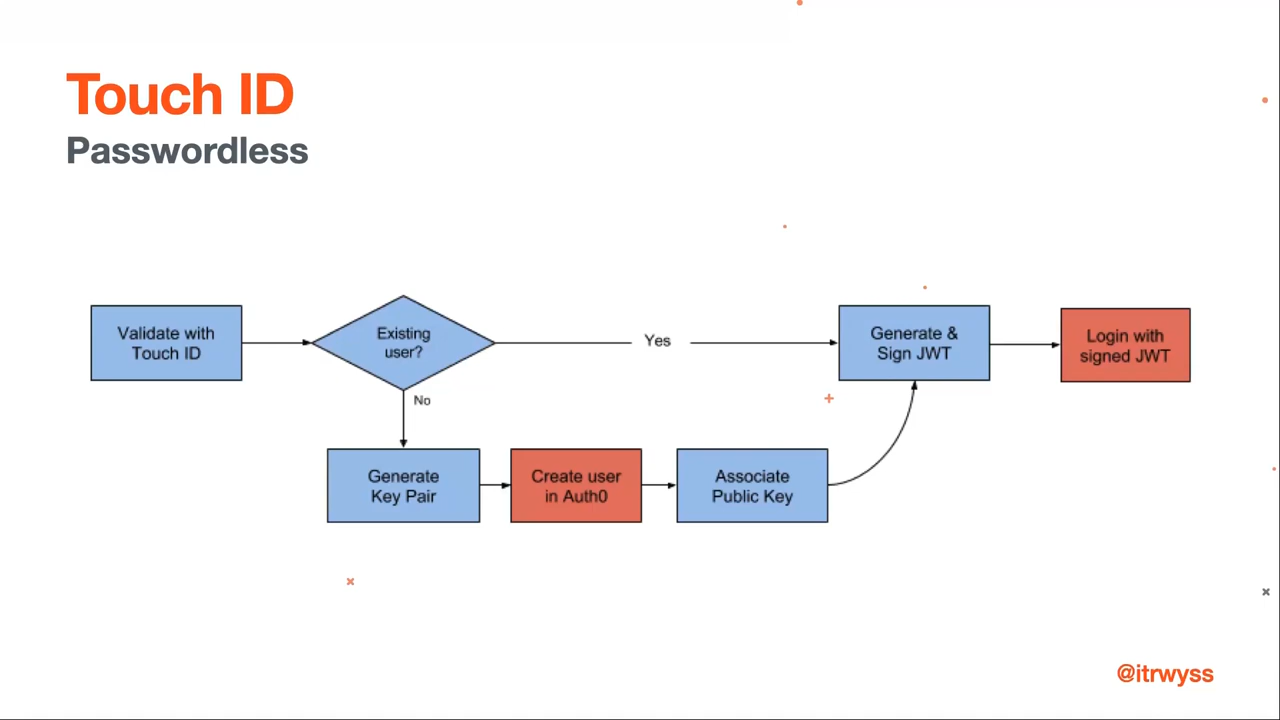 Touch ID
Passwordless
Validate with
Touch ID
Existing
user?
Yes
Generate &
Sign JWT
Login with
signed JWT
No
Generate
Key Pair
Create user
in Auth0
Associate
Public Key
@itrwyss